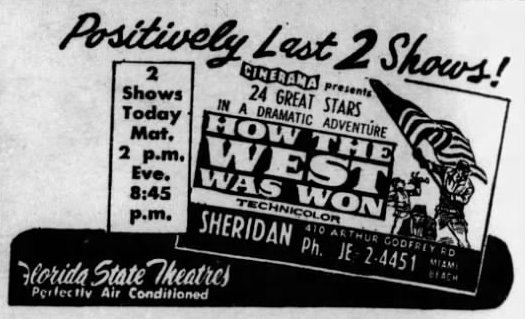 Positively Last 2 Shows!
2
Shows
Today
Mat.
2 p.m.
Eve.
8:45
p.m.
CINERAMA presents
24 GREAT STARS
IN A DRAMATIC ADVENTURE
HOW THE
WEST
WAS WON
TECHNICOLOR
SHERIDAN
410 ARTHUR GODFREY RD
Ph. JE- 2-4451
MIAMI
BEACH
Florida State Theatres
Perfectly Air Conditioned